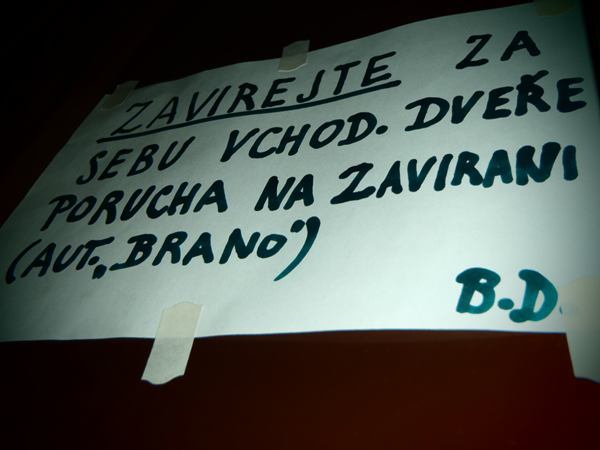 ZAVIREJTE ZA
SEBU VCHOD. DVEŘE
PORUCHA NA ZAVIRANI
(AUT. „BRANO")
B.D.